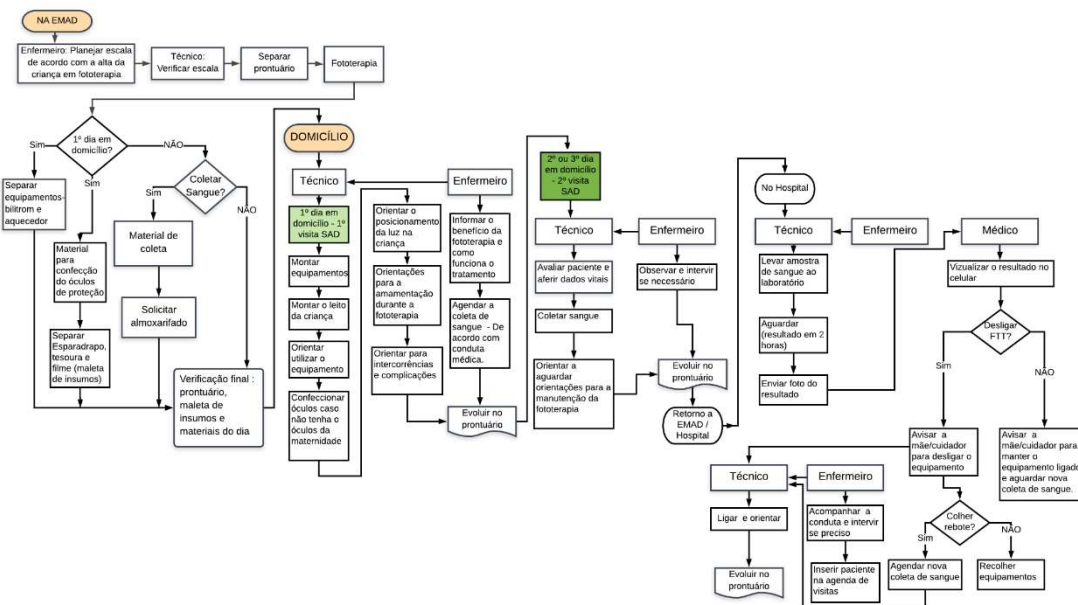 NA EMAD
Enfermeiro: Planejar escala
de acordo com a alta da
criança em fototerapia
Técnico:
Verificar escala
Separar
prontuário
Fototerapia
1º dia em
domicílio?
Sim
Sim
NÃO
Separar
equipamentos-
bilitrom e
aquecedor
Material
para
confecção
do óculos
de proteção
Separar
Esparadrapo,
tesoura e
filme (maleta
de insumos)
Coletar
Sangue?
Sim
NÃO
Material de
coleta
Solicitar
almoxarifado
Verificação final :
prontuário,
maleta de
insumos e
materiais do dia
DOMICÍLIO
Técnico
Enfermeiro
1º dia em
domicílio - 1º
visita SAD
Montar
equipamentos
Montar o leito
da criança
Orientar
utilizar o
equipamento
Confeccionar
óculos caso
não tenha o
óculos da
maternidade
Orientar o
posicionamento
da luz na
criança
Orientações
para a
amamentação
durante a
fototerapia
Orientar para
intercorrências
e complicações
Informar o
benefício da
fototerapia e
como
funciona o
tratamento
Agendar a
coleta de
sangue - De
acordo com
conduta
médica.
Evoluir no
prontuário
2º ou 3º dia
em domicílio
- 2º visita
SAD
Técnico
Enfermeiro
Avaliar paciente e
aferir dados vitais
Coletar sangue
Orientar a
aguardar
orientações para a
manutenção da
fototerapia
Observar e intervir
se necessário
Evoluir no
prontuário
Retorno a
EMAD /
Hospital
No Hospital
Técnico
Enfermeiro
Médico
Levar amostra
de sangue ao
laboratório
Aguardar
(resultado em 2
horas)
Enviar foto do
resultado
Vizualizar o resultado no
celular
Desligar
FTT?
Sim
NÃO
Avisar a
mãe/cuidador
para desligar o
equipamento
Avisar a
mãe/cuidador para
manter o
equipamento ligado
e aguardar nova
coleta de sangue.
Técnico
Enfermeiro
Ligar e orientar
Evoluir no
prontuário
Acompanhar a
conduta e intervir
se preciso
Inserir paciente
na agenda de
visitas
Colher
rebote?
Sim
NÃO
Agendar nova
coleta de sangue
Recolher
equipamentos